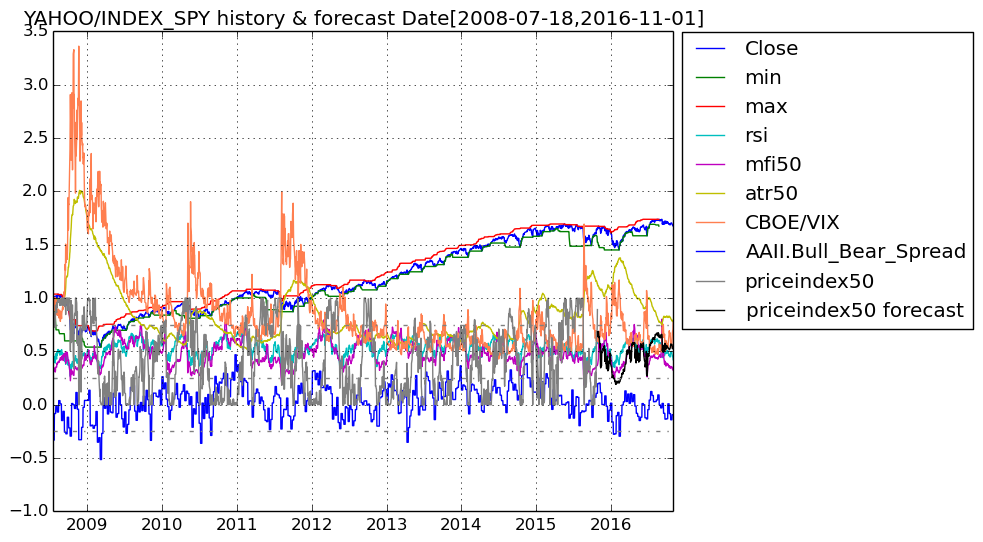 YAHOO/INDEX_SPY history & forecast Date[2008-07-18,2016-11-01]
3.5
3.0
2.5
2.0
1.5
1.0
0.5
0.0
−0.5
−1.0
2009 2010 2011 2012 2013 2014 2015 2016
Close
min
max
rsi
mfi50
atr50
CBOE/VIX
AAII.Bull_Bear_Spread
priceindex50
priceindex50 forecast